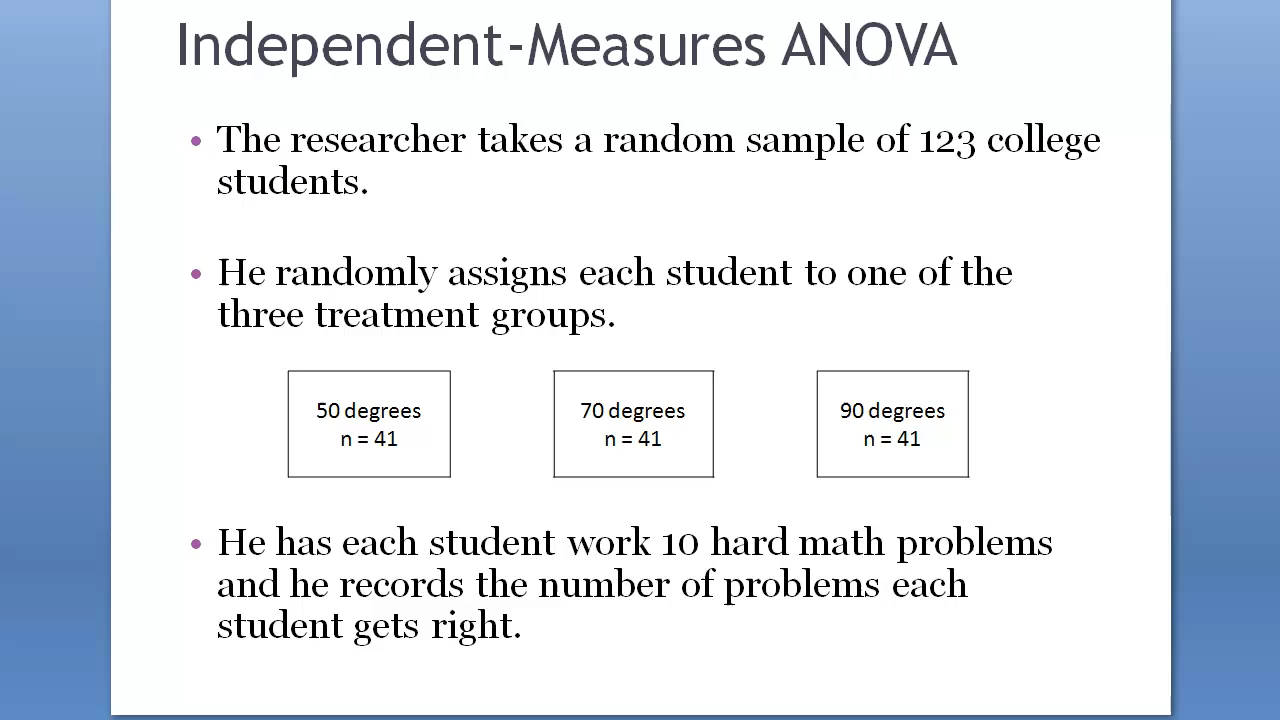 Independent-Measures ANOVA
• The researcher takes a random sample of 123 college
students.
• He randomly assigns each student to one of the
three treatment groups.
50 degrees
n = 41
70 degrees
n = 41
90 degrees
n = 41
• He has each student work 10 hard math problems
and he records the number of problems each
student gets right.